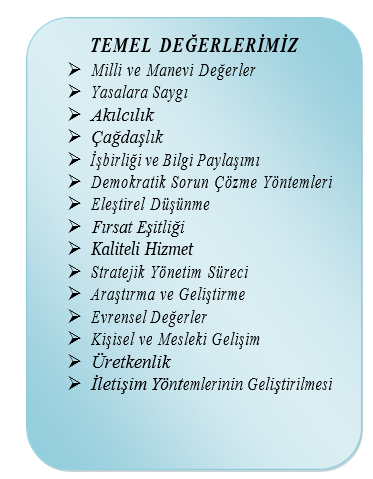 TEMEL DEĞERLERİMİZ
➢ Milli ve Manevi Değerler
➢ Yasalara Saygı
➢ Akılcılık
➢ Çağdaşlık
➢ İşbirliği ve Bilgi Paylaşımı
➢ Demokratik Sorun Çözme Yöntemleri
➢ Eleştirel Düşünme
➢ Fırsat Eşitliği
➢ Kaliteli Hizmet
➢ Stratejik Yönetim Süreci
➢ Araştırma ve Geliştirme
➢ Evrensel Değerler
➢ Kişisel ve Mesleki Gelişim
➢ Üretkenlik
➢ İletişim Yöntemlerinin Geliştirilmesi